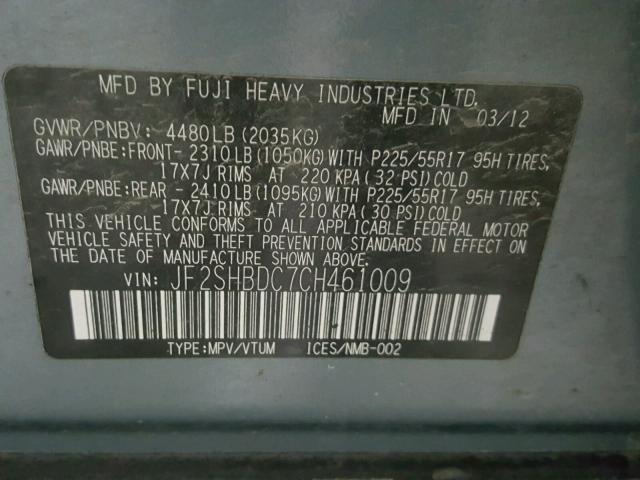 MFD BY FUJI HEAVY INDUSTRIES LTD.
MFD IN 03/12
GVWR/PNBV: 4480LB (2035KG)
GAWR/PNBE:FRONT- 2310LB(1050KG)WITH P225/55R17 95H TIRES,
17X7J RIMS AT 220 KPA ( 32 PSI) COLD
GAWR/PNBE:REAR - 2410LB(1095KG)WITH P225/55R17 95H TIRES,
17X7J.RIMS AT 210 KPA ( 30 PSI) COLD
THIS VEHICLE CONFORMS TO ALL APPLICABLE FEDERAL MOTOR
VEHICLE SAFETY AND THEFT PREVENTION STANDARDS IN EFFECT ON
THE DATE OF MANUFACTURE SHOWN ABOVE.
VIN: JF2SHBDC7CH461009
TYPE:MPV/VTUM ICES/NMB-002